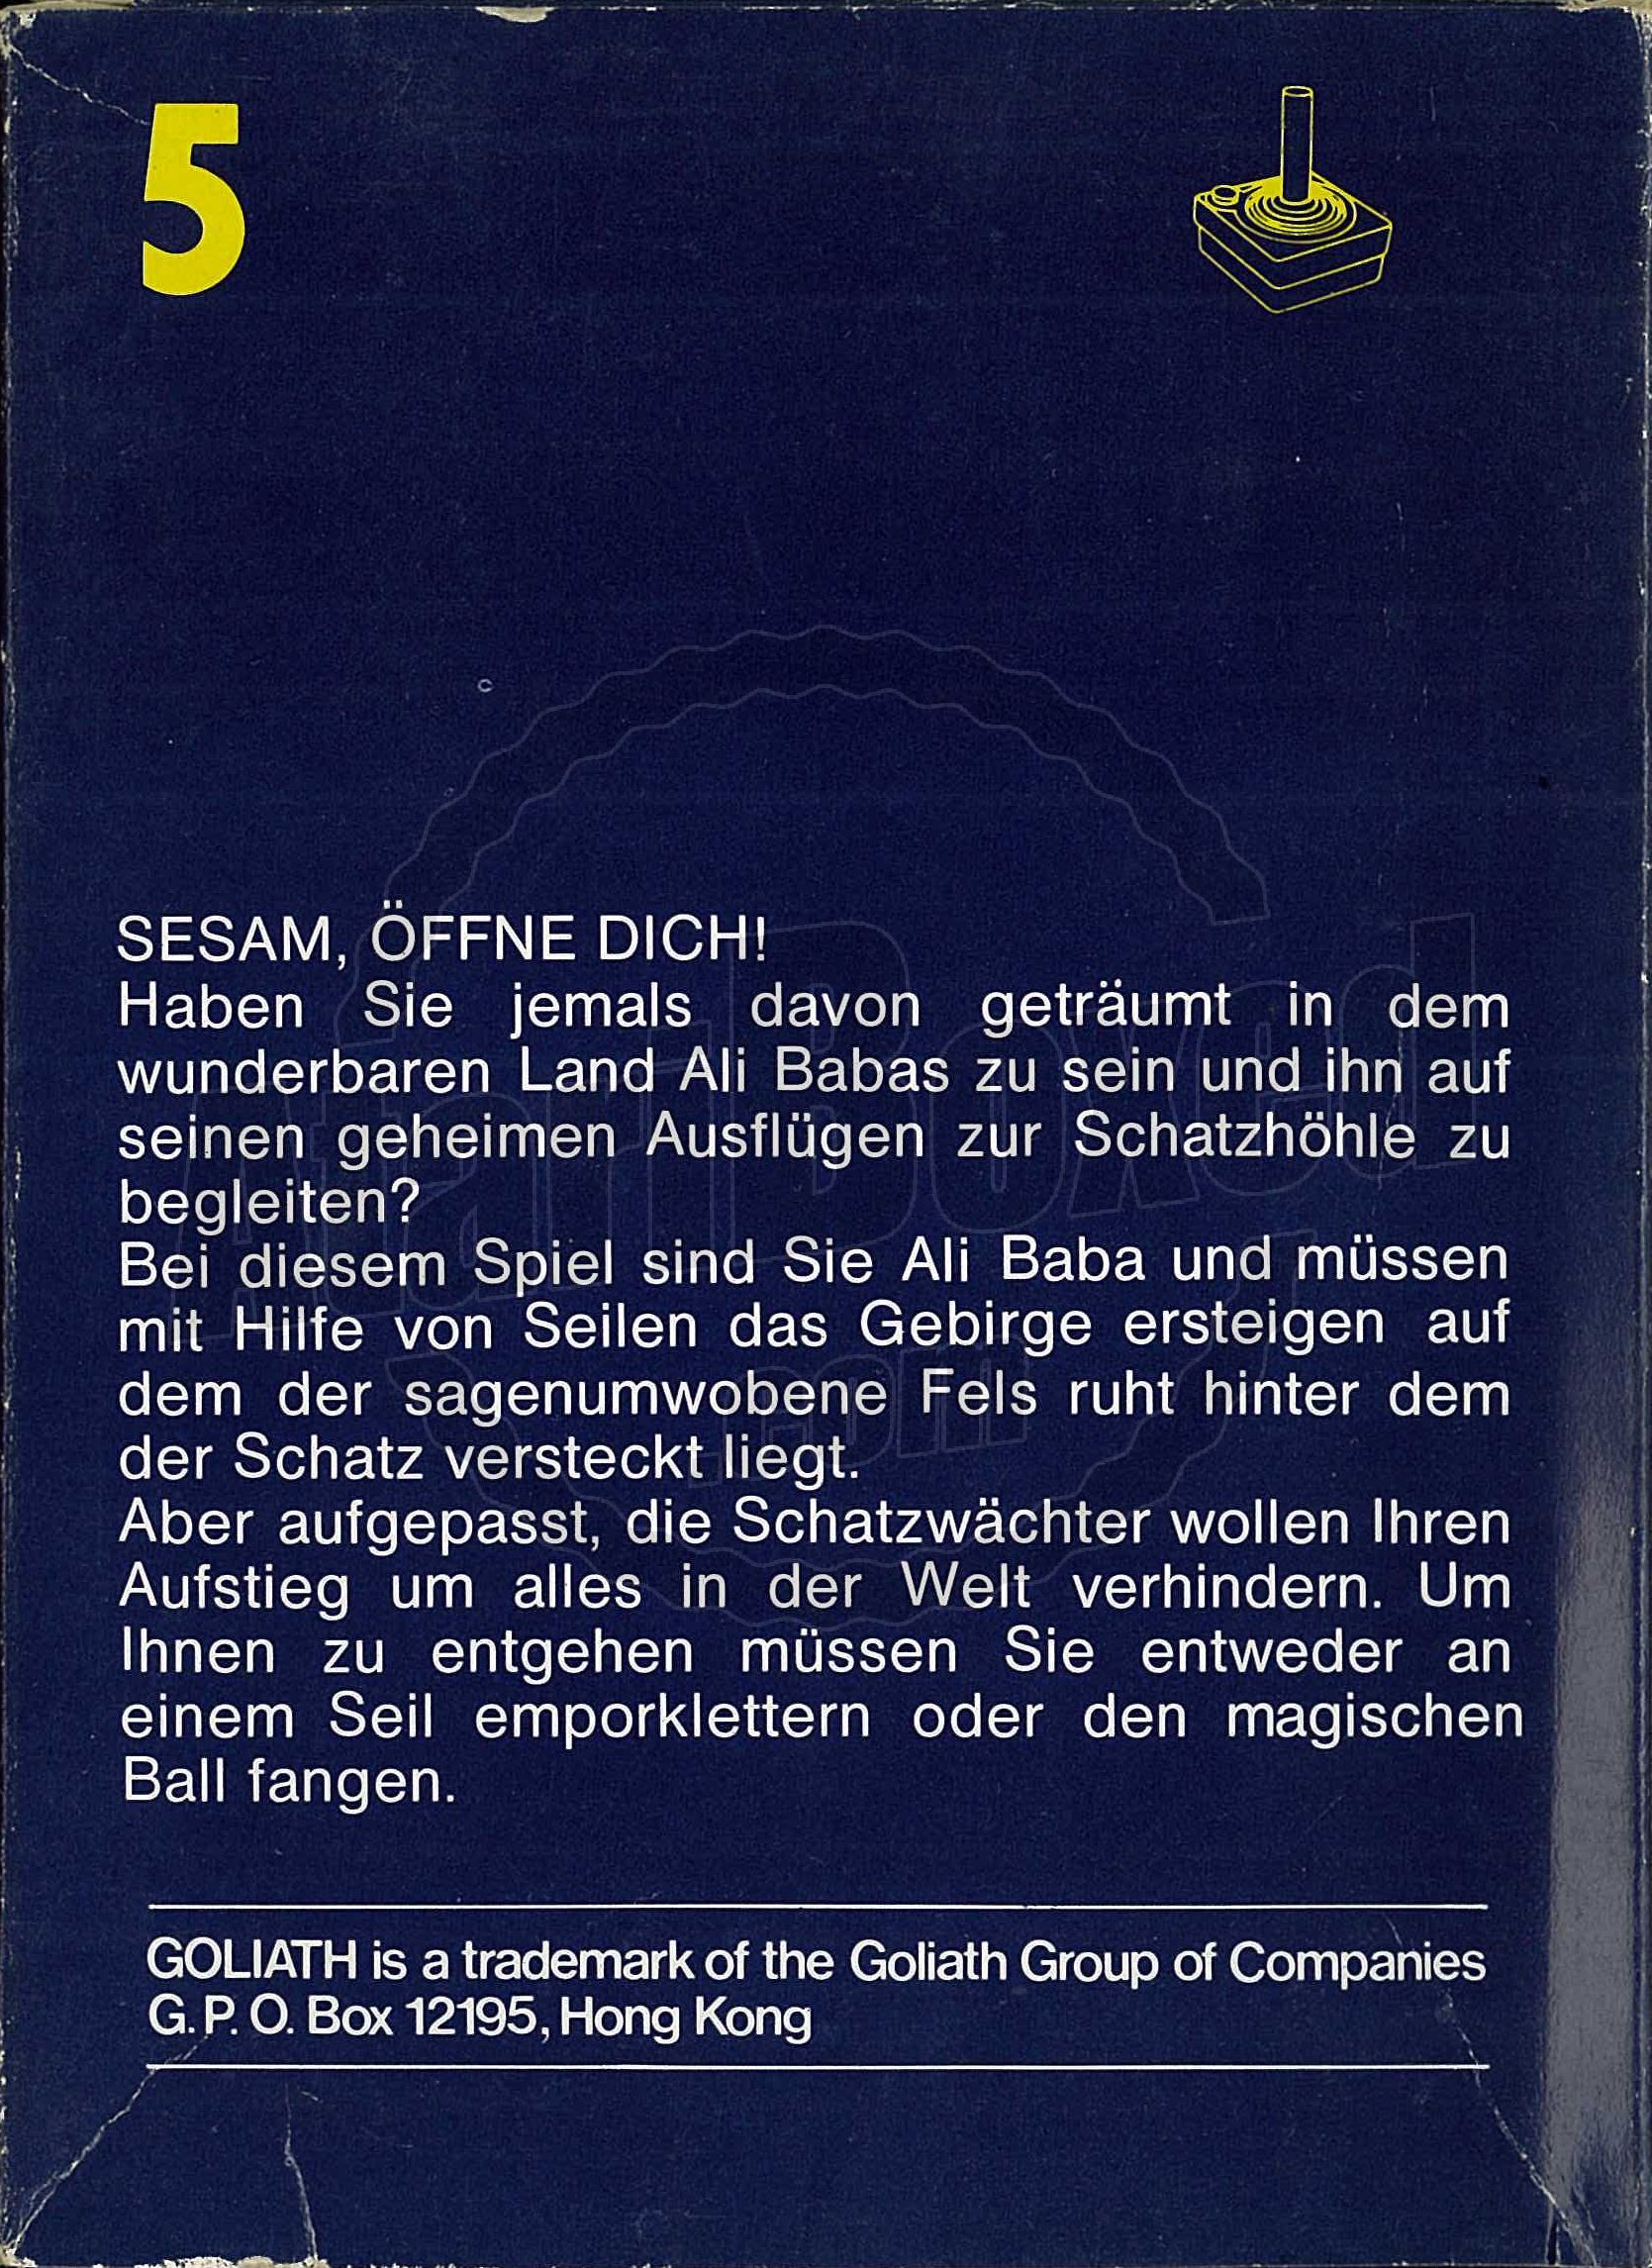 5
SESAM, ÖFFNE DICH!
Haben Sie jemals davon geträumt in dem
wunderbaren Land Ali Babas zu sein und ihn auf
seinen geheimen Ausflügen zur Schatzhöhle zu
begleiten?
Bei diesem Spiel sind Sie Ali Baba und müssen
mit Hilfe von Seilen das Gebirge ersteigen auf
dem der sagenumwobene Fels ruht hinter dem
der Schatz versteckt liegt.
Aber aufgepasst, die Schatzwächter wollen Ihren
Aufstieg um alles in der Welt verhindern. Um
Ihnen zu entgehen müssen Sie entweder an
einem Seil emporklettern oder den magischen
Ball fangen.
AtariBoxed
.com
GOLIATH is a trademark of the Goliath Group of Companies
G.P.O. Box 12195, Hong Kong